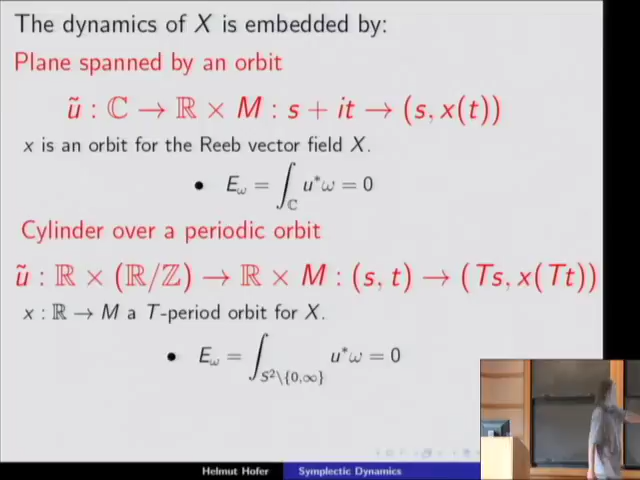 The dynamics of X is embedded by:
Plane spanned by an orbit
ũ : ℂ → ℝ × M : s + it → (s, x(t))
x is an orbit for the Reeb vector field X.
• E_ω = ∫_ℂ u*ω = 0
Cylinder over a periodic orbit
ũ : ℝ × (ℝ/ℤ) → ℝ × M : (s, t) → (Ts, x(Tt))
x : ℝ → M a T-period orbit for X.
• E_ω = ∫_{S²\{0,∞}} u*ω = 0
Helmut Hofer Symplectic Dynamics